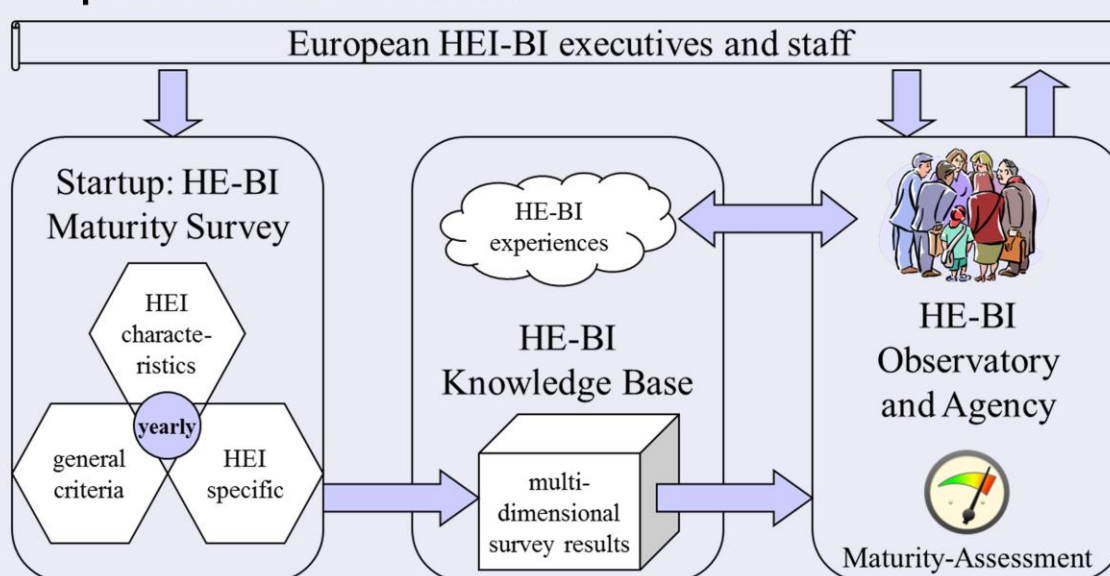 European HEI-BI executives and staff
Startup: HE-BI
Maturity Survey
HEI
characte-
ristics
yearly
general
criteria
HEI
specific
HE-BI
experiences
HE-BI
Knowledge Base
multi-
dimensional
survey results
HE-BI
Observatory
and Agency
Maturity-Assessment